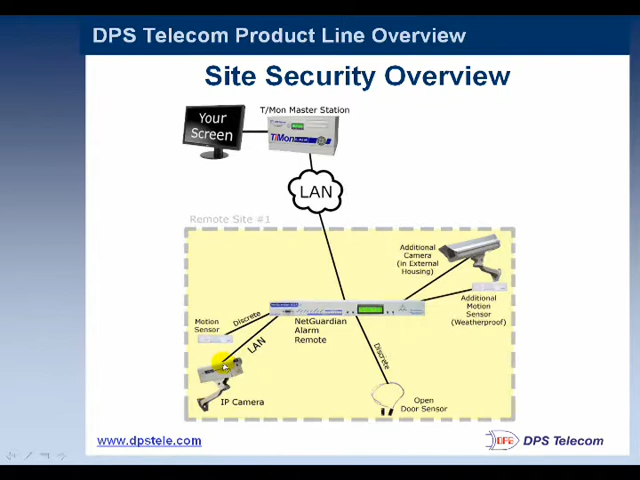 DPS Telecom Product Line Overview
Site Security Overview
T/Mon Master Station
Your
Screen
T/Mon
LAN
Remote Site #1
Additional
Camera
(in External
Housing)
Additional
Motion
Sensor
(Weatherproof)
Motion
Sensor
Discrete
LAN
NetGuardian
Alarm
Remote
Discrete
IP Camera
Open
Door Sensor
www.dpstele.com
DPS Telecom